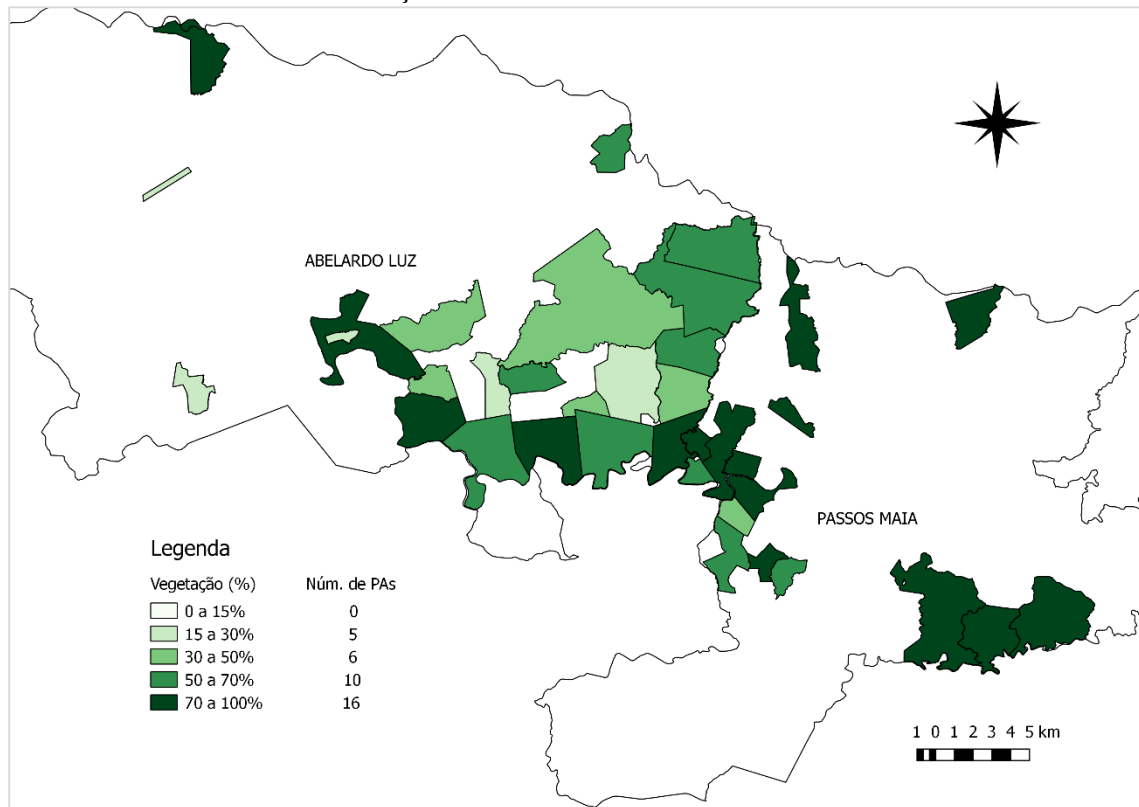 ABELARDO LUZ
PASSOS MAIA
Legenda
Vegetação (%) Núm. de PAs
0 a 15% 0
15 a 30% 5
30 a 50% 6
50 a 70% 10
70 a 100% 16
1 0 1 2 3 4 5 km